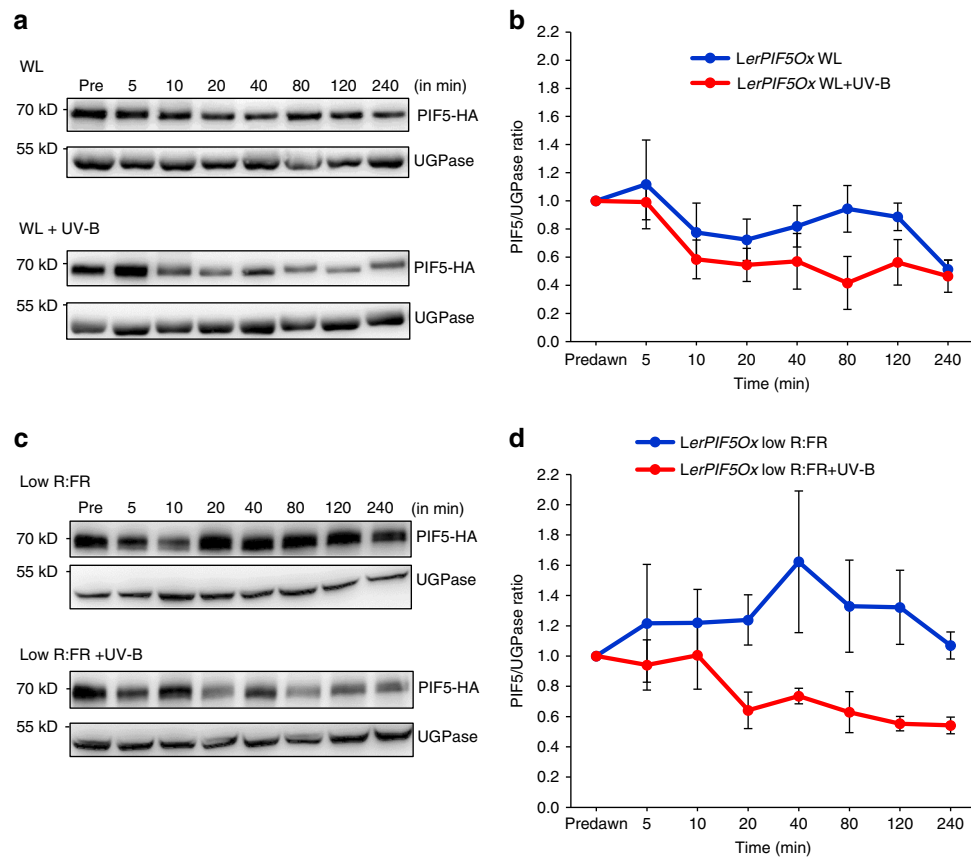 a
WL
Pre 5 10 20 40 80 120 240 (in min)
70 kD
PIF5-HA
55 kD
UGPase
WL + UV-B
70 kD
PIF5-HA
55 kD
UGPase
b
2.2
2.0
1.8
1.6
1.4
1.2
1.0
0.8
0.6
0.4
0.2
0.0
PIF5/UGPase ratio
LerPIF5Ox WL
LerPIF5Ox WL+UV-B
Predawn 5 10 20 40 80 120 240
Time (min)
c
Low R:FR
Pre 5 10 20 40 80 120 240 (in min)
70 kD
PIF5-HA
55 kD
UGPase
Low R:FR +UV-B
70 kD
PIF5-HA
55 kD
UGPase
d
LerPIF5Ox low R:FR
LerPIF5Ox low R:FR+UV-B
2.2
2.0
1.8
1.6
1.4
1.2
1.0
0.8
0.6
0.4
0.2
0.0
PIF5/UGPase ratio
Predawn 5 10 20 40 80 120 240
Time (min)